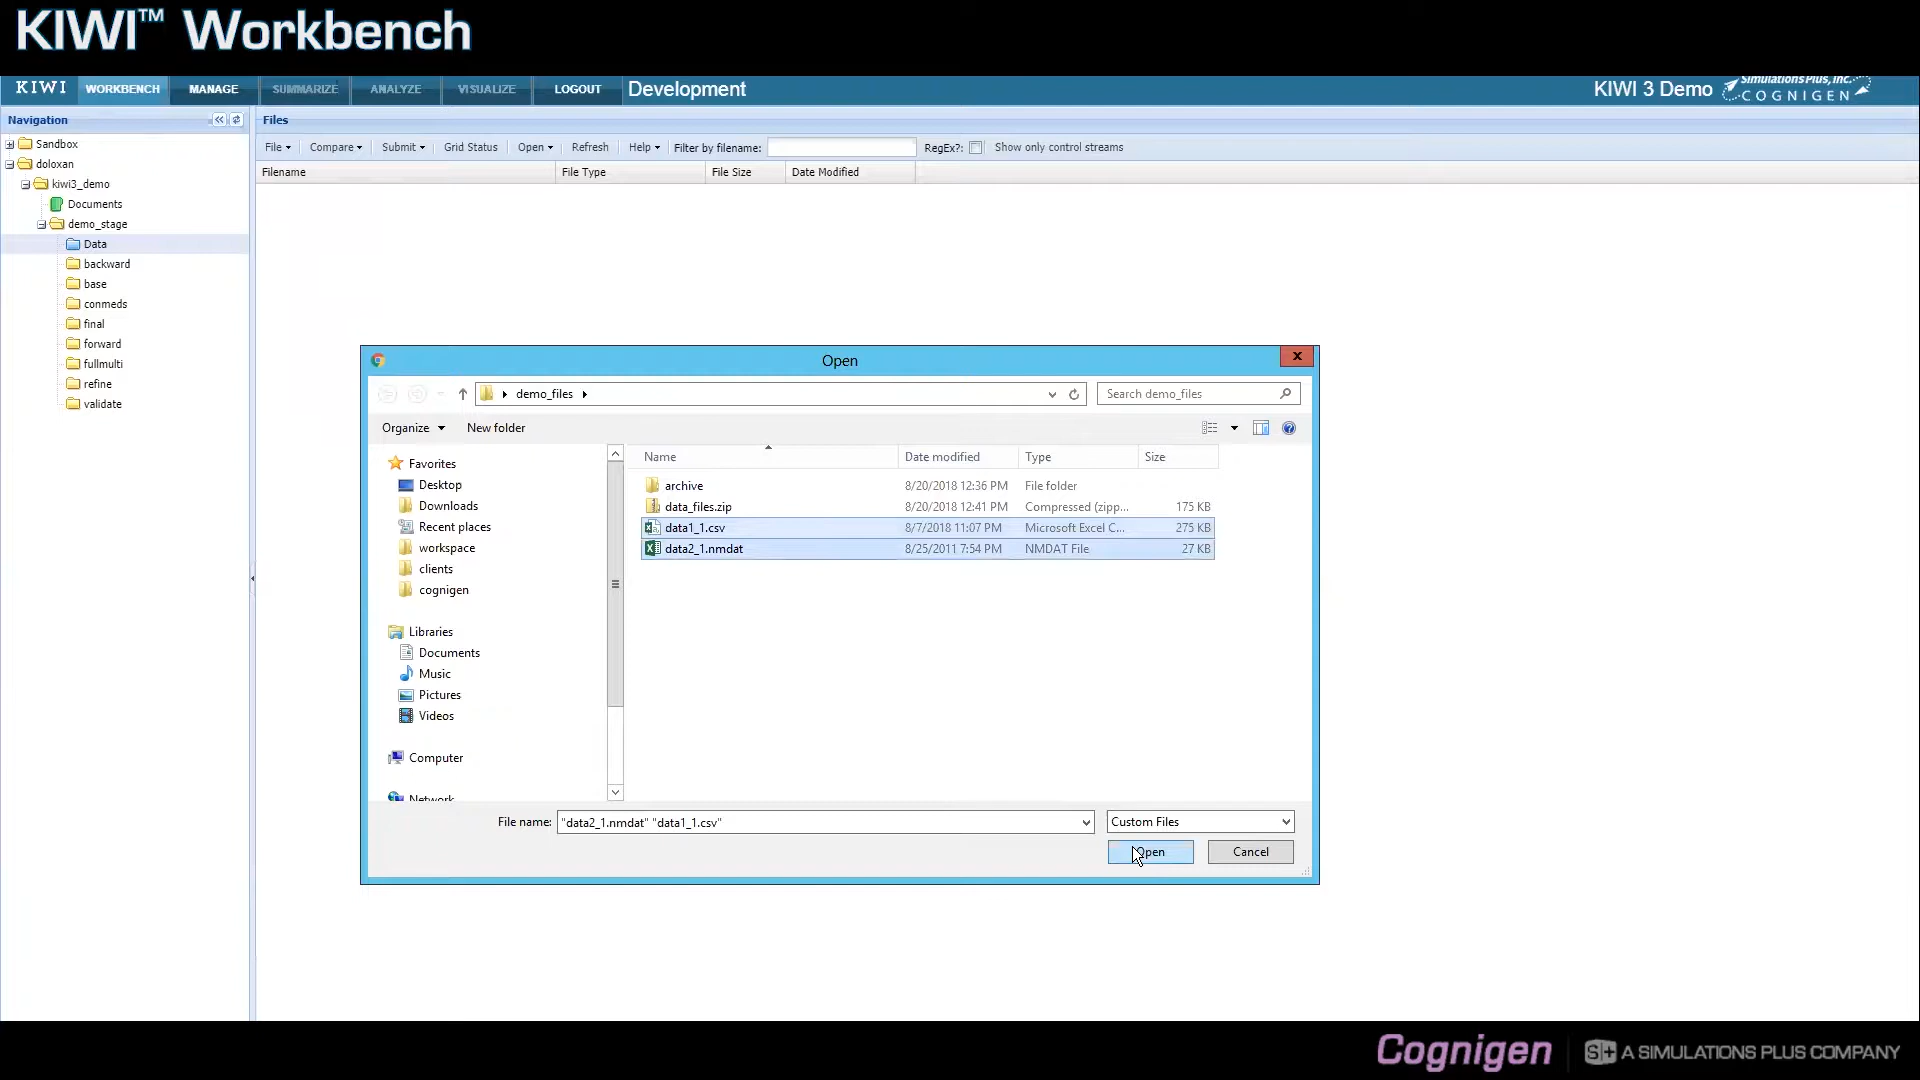 KIWI™ Workbench
KIWI WORKBENCH MANAGE SUMMARIZE ANALYZE VISUALIZE LOGOUT Development KIWI 3 Demo Simulations Plus, Inc. COGNIGEN
Navigation
Files
Sandbox
doloxan
kiwi3_demo
Documents
demo_stage
Data
backward
base
conmeds
final
forward
fullmulti
refine
validate
File Compare Submit Grid Status Open Refresh Help Filter by filename: RegEx?: Show only control streams
Filename File Type File Size Date Modified
Open
x
demo_files
Search demo_files
Organize New folder
Favorites
Desktop
Downloads
Recent places
workspace
clients
cognigen
Libraries
Documents
Music
Pictures
Videos
Computer
Network
Name Date modified Type Size
archive 8/20/2018 12:36 PM File folder
data_files.zip 8/20/2018 12:41 PM Compressed (zipp... 175 KB
data1_1.csv 8/7/2018 11:07 PM Microsoft Excel C... 275 KB
data2_1.nmdat 8/25/2011 7:54 PM NMDAT File 27 KB
File name: "data2_1.nmdat" "data1_1.csv" Custom Files
Open Cancel
Cognigen S+ A SIMULATIONS PLUS COMPANY